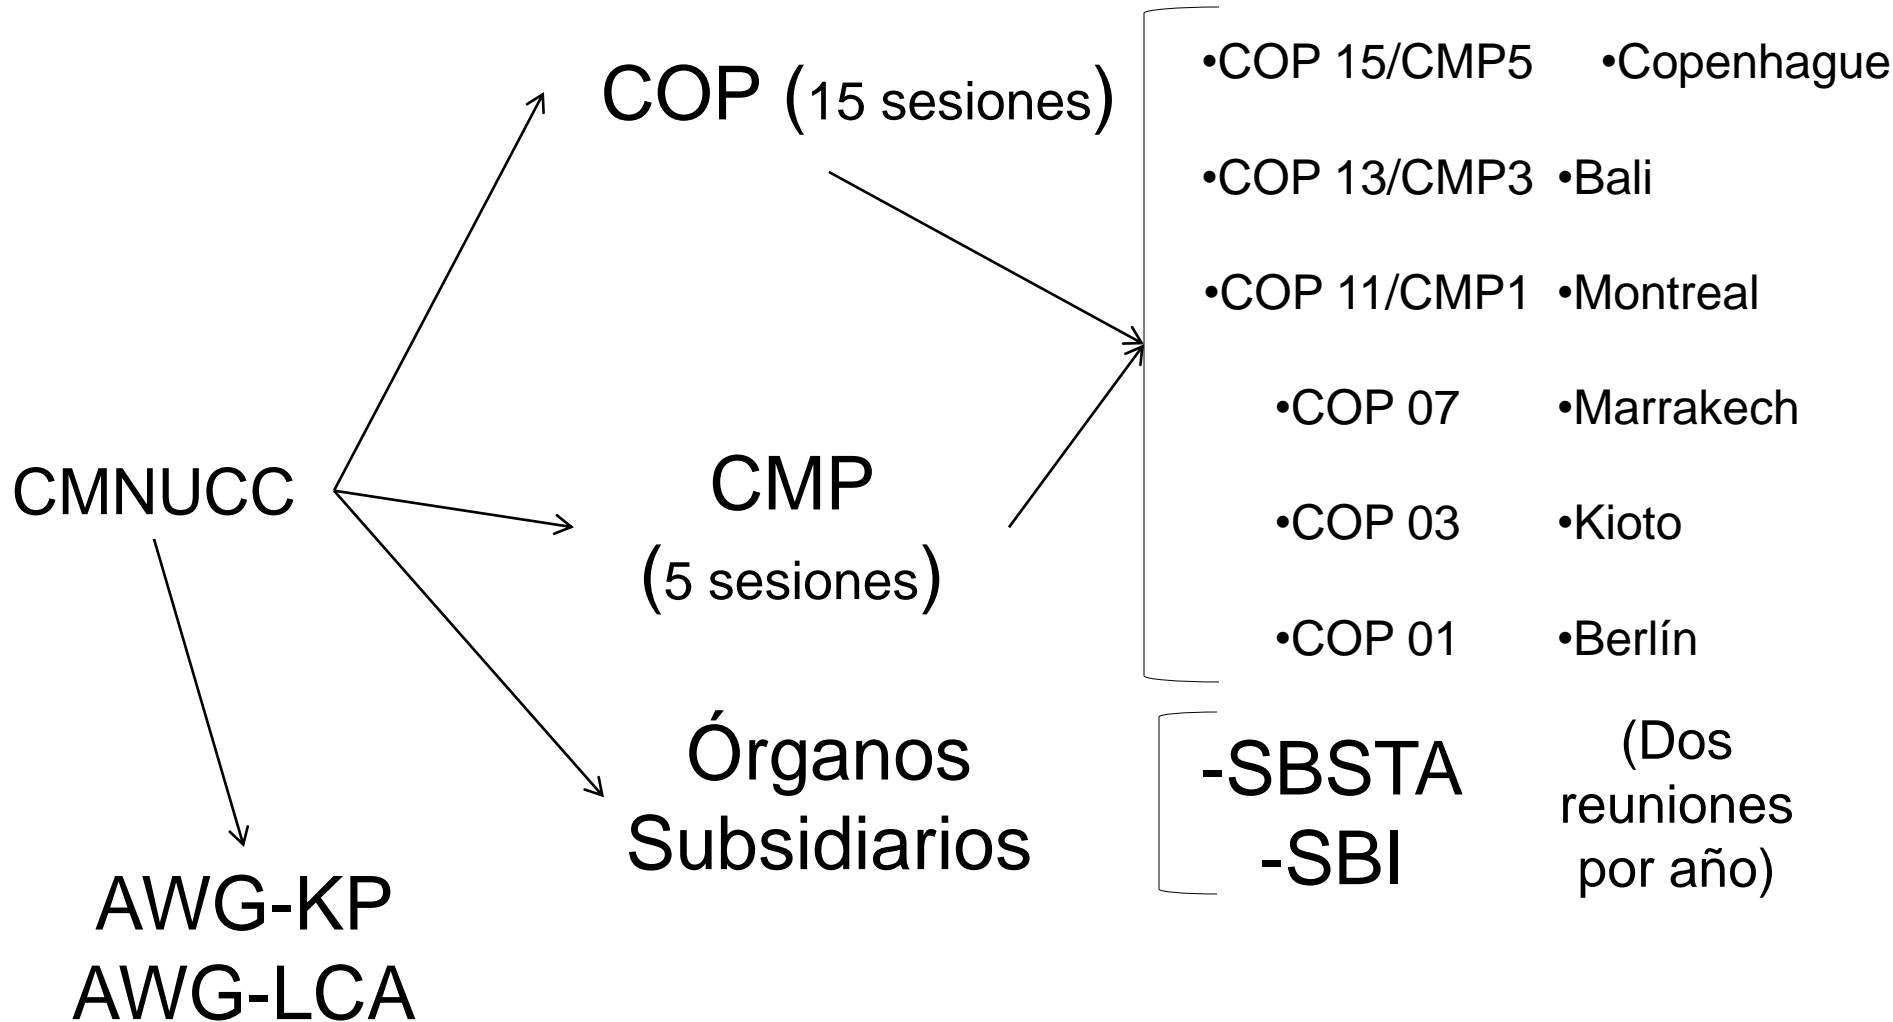 CMNUCC
AWG-KP
AWG-LCA
COP (15 sesiones)
CMP
(5 sesiones)
Órganos
Subsidiarios
•COP 15/CMP5 •Copenhague
•COP 13/CMP3 •Bali
•COP 11/CMP1 •Montreal
•COP 07 •Marrakech
•COP 03 •Kioto
•COP 01 •Berlín
-SBSTA
-SBI
(Dos
reuniones
por año)